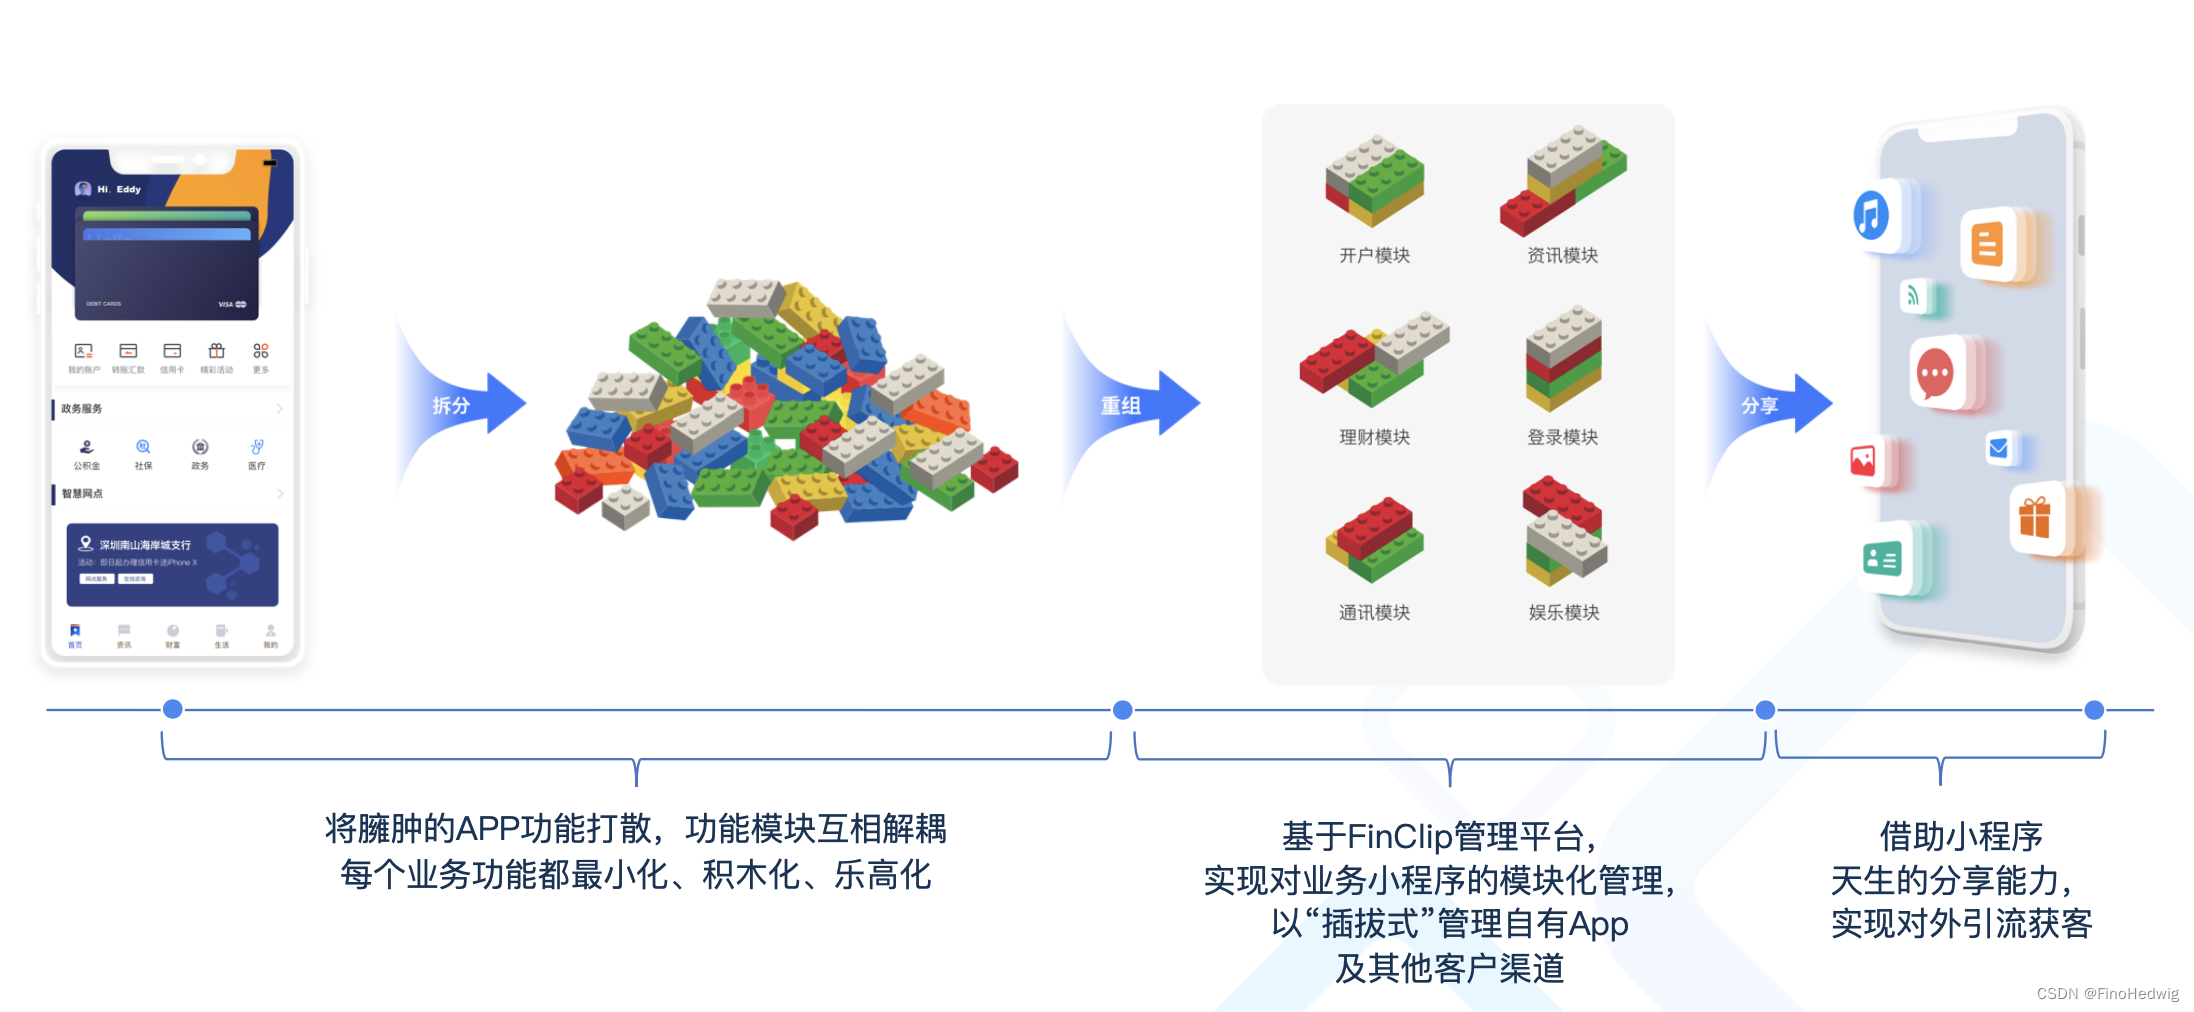 Hi, Eddy
DEBIT CARDS
VISA
我的账户
转账汇款
信用卡
精彩活动
更多
政务服务
公积金
社保
政务
医疗
智慧网点
深圳南山海岸城支行
活动：即日起办理信用卡送iPhone X
网点服务
在线咨询
首页
资讯
财富
生活
我的
拆分
重组
开户模块
资讯模块
理财模块
登录模块
通讯模块
娱乐模块
分享
将臃肿的APP功能打散，功能模块互相解耦
每个业务功能都最小化、积木化、乐高化
基于FinClip管理平台，
实现对业务小程序的模块化管理，
以“插拔式”管理自有App
及其他客户渠道
借助小程序
天生的分享能力，
实现对外引流获客
CSDN @FinoHedwig